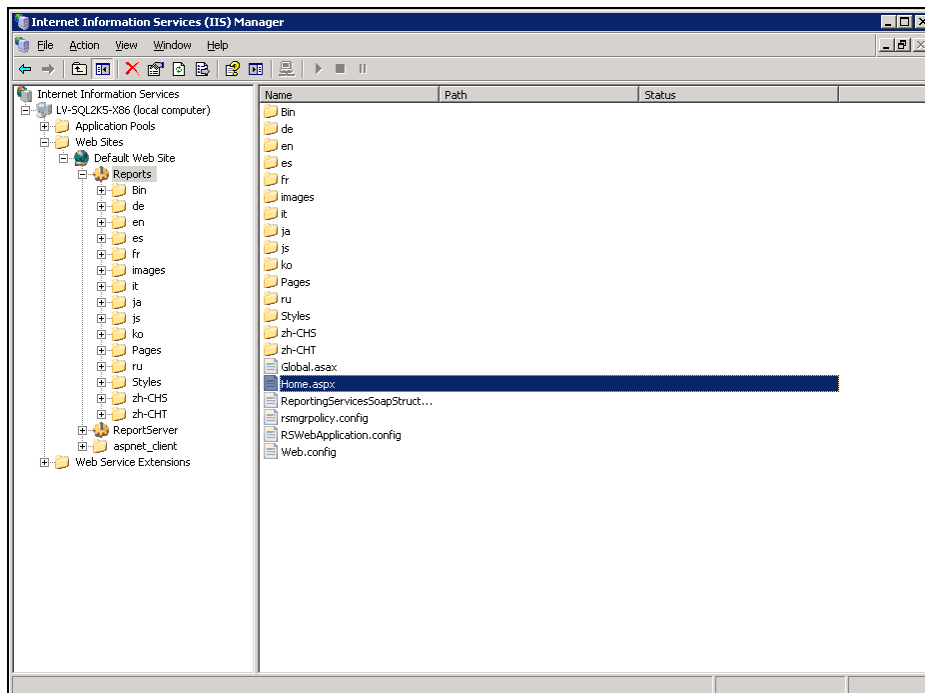 Internet Information Services (IIS) Manager
File Action View Window Help
Internet Information Services
LV-SQL2K5-X86 (local computer)
Application Pools
Web Sites
Default Web Site
Reports
Bin
de
en
es
fr
images
it
ja
js
ko
Pages
ru
Styles
zh-CHS
zh-CHT
ReportServer
aspnet_client
Web Service Extensions
Name Path Status
Bin
de
en
es
fr
images
it
ja
js
ko
Pages
ru
Styles
zh-CHS
zh-CHT
Global.asax
Home.aspx
ReportingServicesSoapStruct...
rsmgrpolicy.config
RSWebApplication.config
Web.config